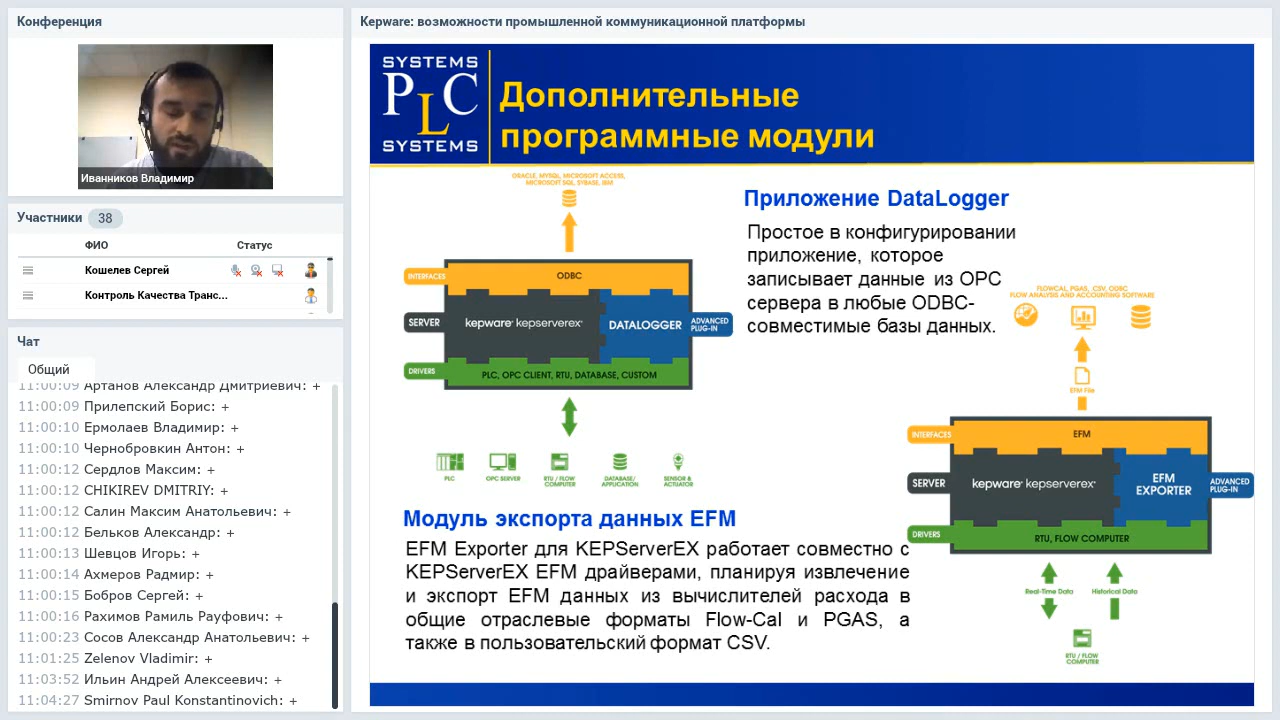 Конференция
Иванников Владимир
Участники 38
ФИО Статус
Кошелев Сергей
Контроль Качества Транс...
Чат
Общий
11:00:09 Артанов Александр Дмитриевич: +
11:00:09 Прилепский Борис: +
11:00:10 Ермолаев Владимир: +
11:00:10 Чернобровкин Антон: +
11:00:12 Сердлов Максим: +
11:00:12 CHIKIREV DMITRIY: +
11:00:12 Салин Максим Анатольевич: +
11:00:12 Бельков Александр: +
11:00:13 Шевцов Игорь: +
11:00:14 Ахмеров Радмир: +
11:00:15 Бобров Сергей: +
11:00:16 Рахимов Рамиль Рауфович: +
11:00:23 Сосов Александр Анатольевич: +
11:01:25 Zelenov Vladimir: +
11:03:52 Ильин Андрей Алексеевич: +
11:04:27 Smirnov Paul Konstantinovich: +
Kepware: возможности промышленной коммуникационной платформы
SYSTEMS
PLC
SYSTEMS
Дополнительные
программные модули
ORACLE, MYSQL, MICROSOFT ACCESS,
MICROSOFT SQL, SYBASE, IBM
INTERFACES
ODBC
SERVER
kepware kepserverex
DATALOGGER
ADVANCED
PLUG-IN
DRIVERS
PLC, OPC CLIENT, RTU, DATABASE, CUSTOM
PLC
OPC SERVER
RTU / FLOW
COMPUTER
DATABASE/
APPLICATION
SENSOR &
ACTUATOR
Приложение DataLogger
Простое в конфигурировании
приложение, которое
записывает данные из OPC
сервера в любые ODBC-
совместимые базы данных.
FLOWCAL, PGAS, CSV, ODBC
FLOW ANALYSIS AND ACCOUNTING SOFTWARE
EFM File
INTERFACES
EFM
SERVER
kepware kepserverex
EFM
EXPORTER
ADVANCED
PLUG-IN
DRIVERS
RTU, FLOW COMPUTER
Real-Time Data
Historical Data
RTU / FLOW
COMPUTER
Модуль экспорта данных EFM
EFM Exporter для KEPServerEX работает совместно с
KEPServerEX EFM драйверами, планируя извлечение
и экспорт EFM данных из вычислителей расхода в
общие отраслевые форматы Flow-Cal и PGAS, а
также в пользовательский формат CSV.